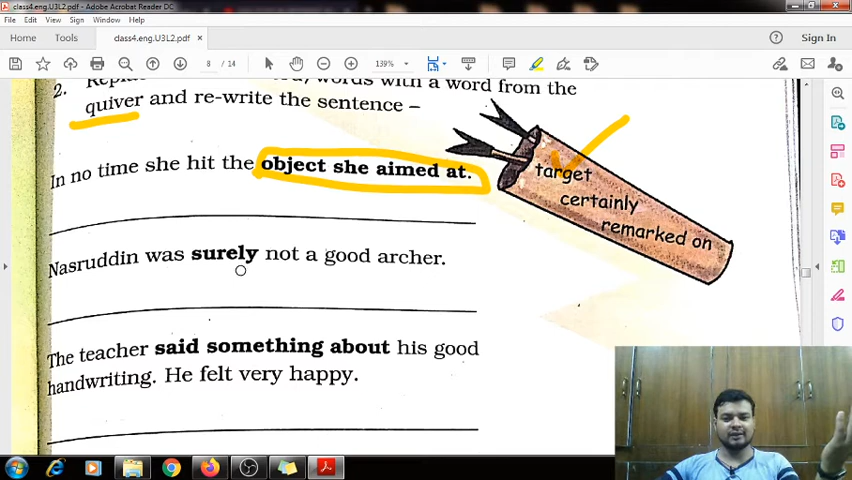 class4.eng.U3L2.pdf - Adobe Acrobat Reader DC
File Edit View Sign Window Help
Home Tools class4.eng.U3L2.pdf × Sign In
8 / 14 139%
2. word/words with a word from the
quiver and re-write the sentence –
In no time she hit the object she aimed at.
target
certainly
remarked on
Nasruddin was surely not a good archer.
The teacher said something about his good
handwriting. He felt very happy.